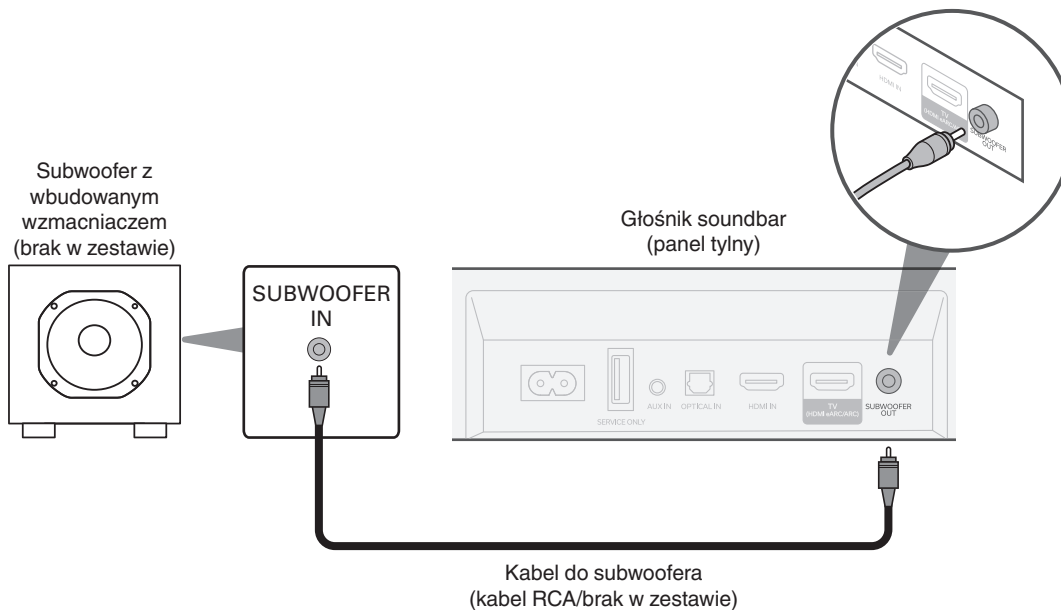 HDMI IN
TV
(HDMI eARC/
SUBWOOFER
OUT
Subwoofer z
wbudowanym
wzmacniaczem
(brak w zestawie)
Głośnik soundbar
(panel tylny)
SUBWOOFER
IN
SERVICE ONLY
AUX IN
OPTICAL IN
HDMI IN
TV
(HDMI eARC/ARC)
SUBWOOFER
OUT
Kabel do subwoofera
(kabel RCA/brak w zestawie)